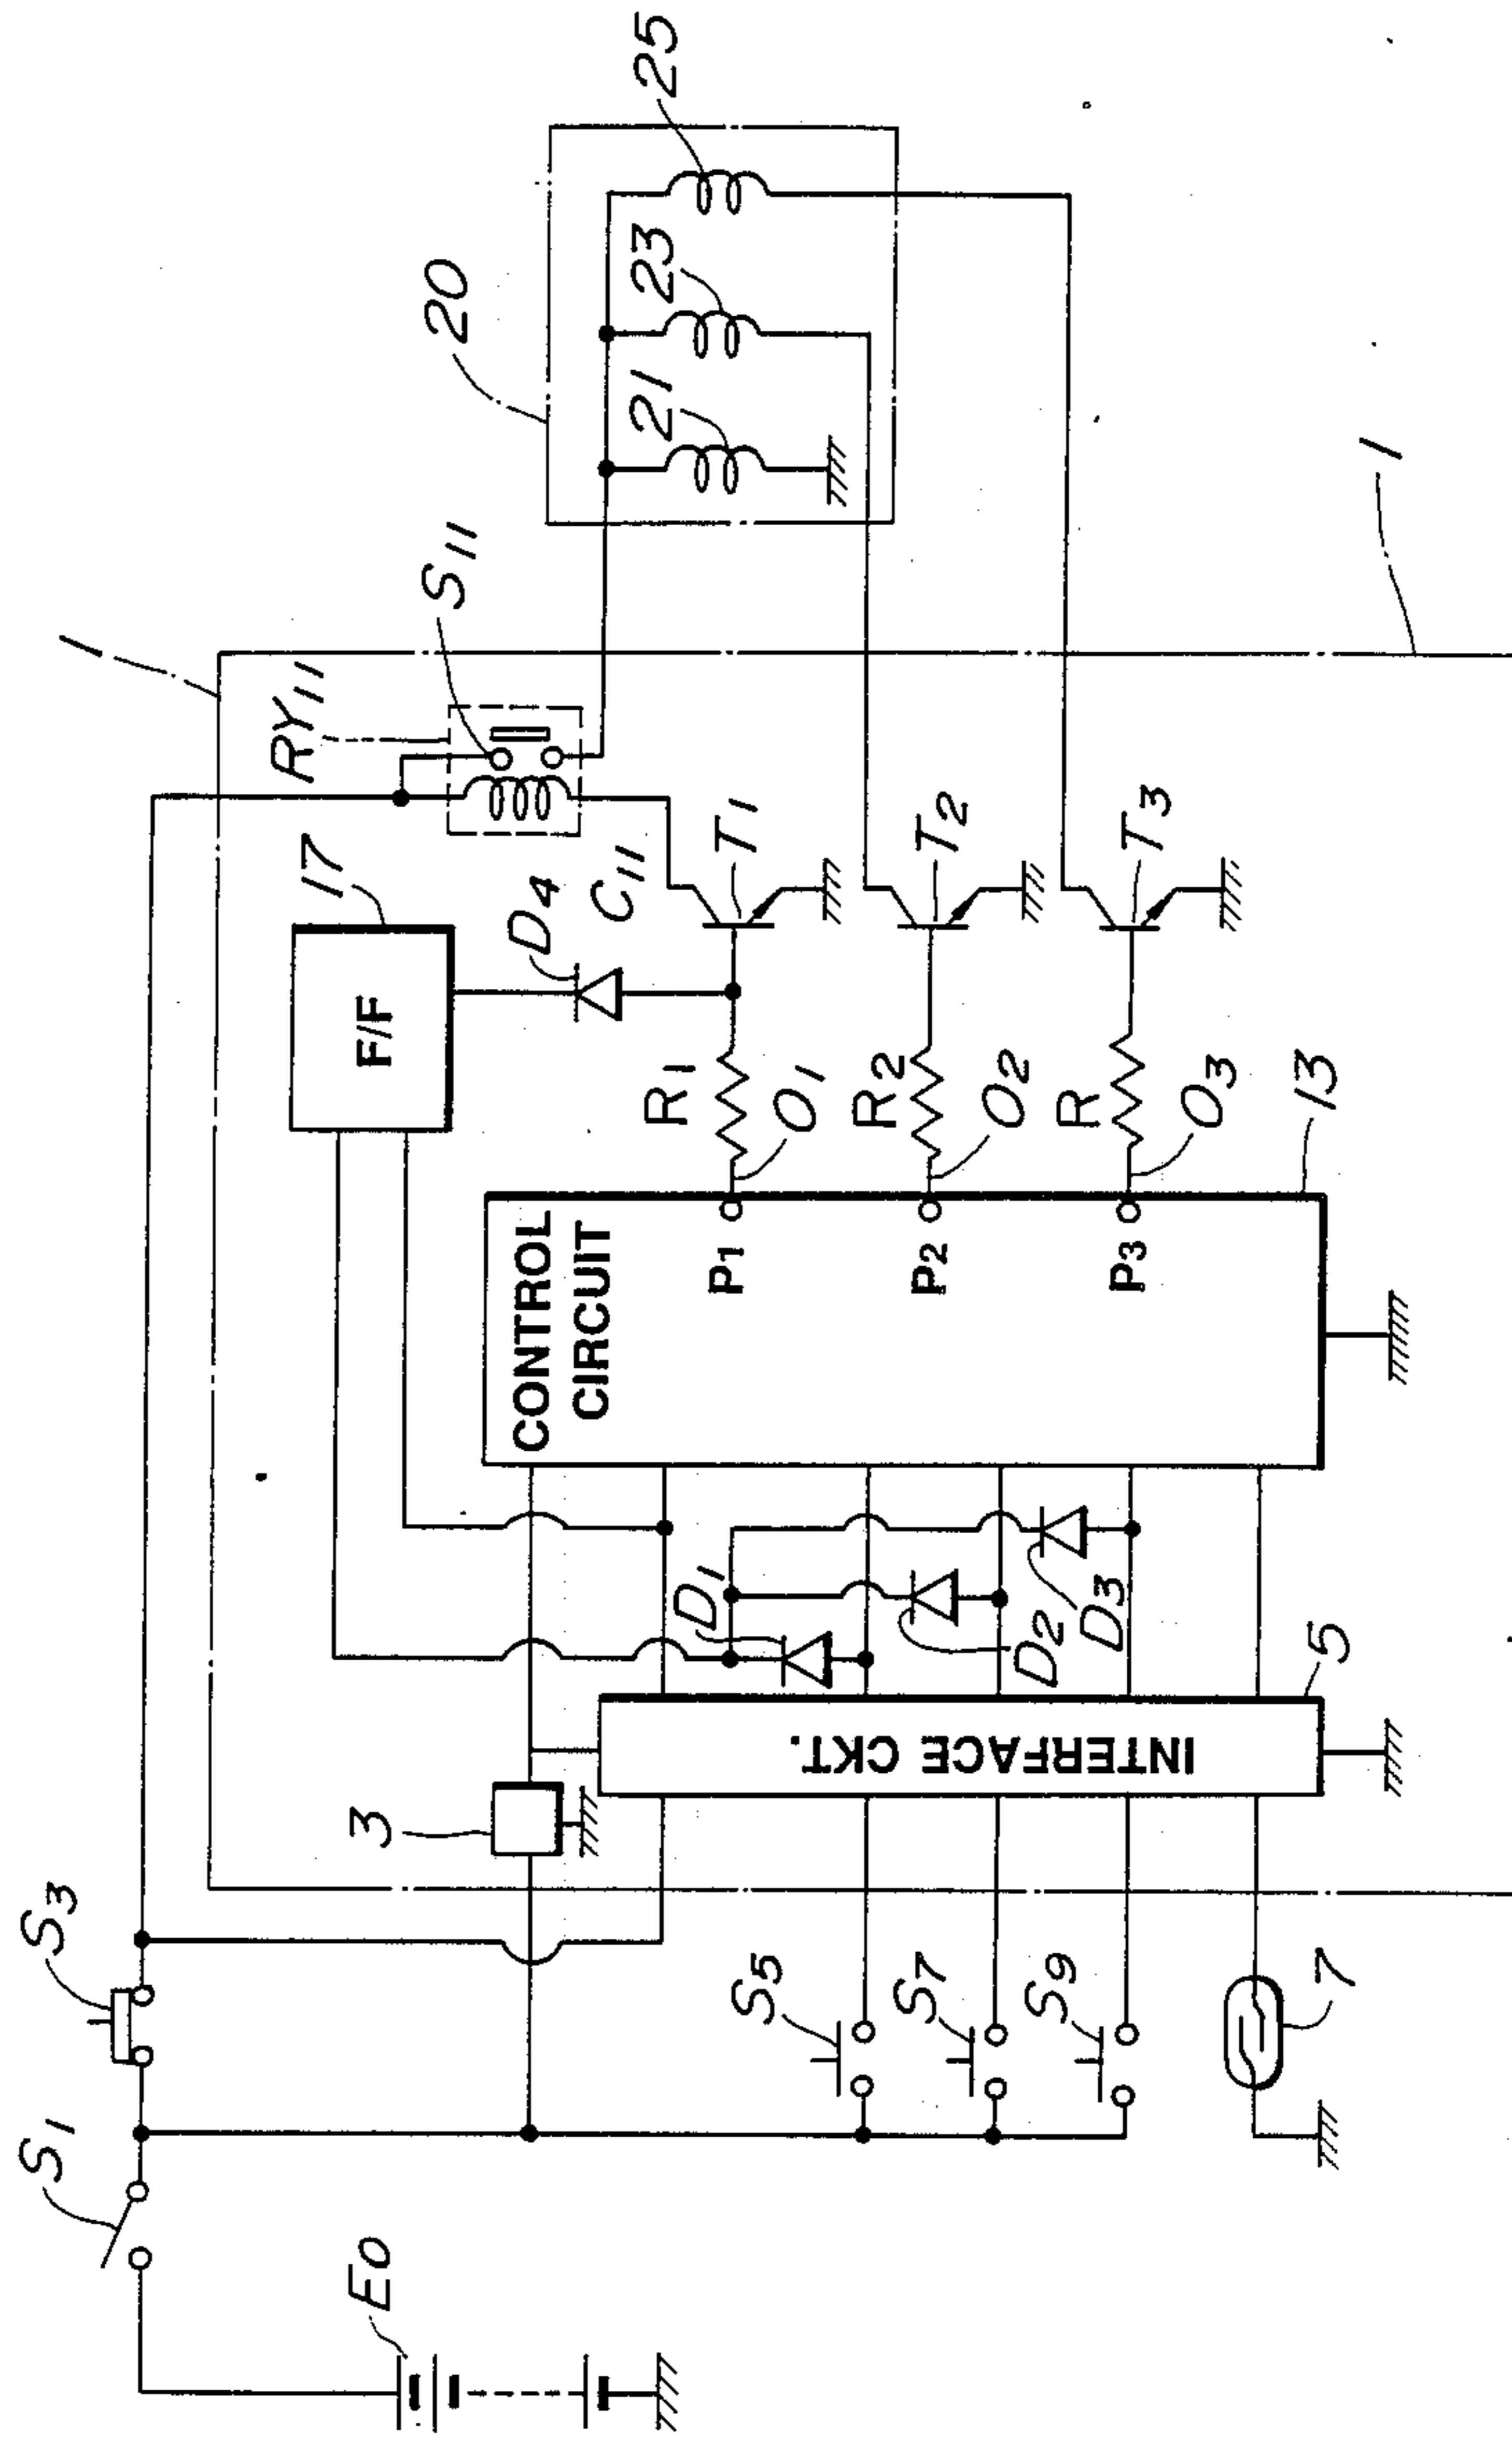 S1
S3
E0
1
RY11
S11
20
21
23
25
17
F/F
D4
C11
T1
T2
T3
R1
R2
R
O1
O2
O3
13
CONTROL
CIRCUIT
P1
P2
P3
3
D1
D2
D3
INTERFACE CKT.
5
S5
S7
S9
7
1